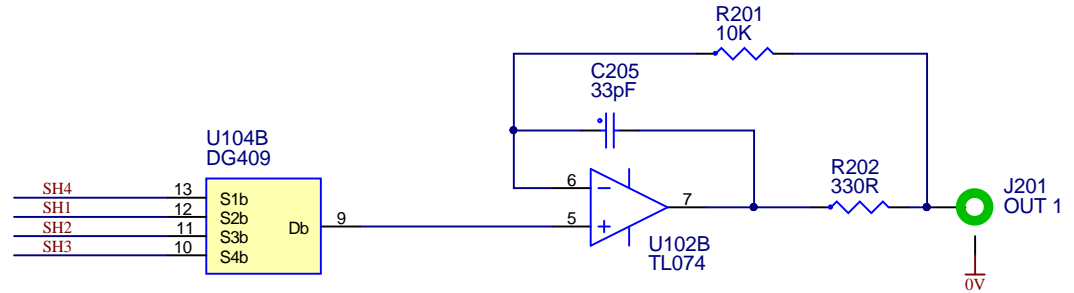 R201
10K
C205
33pF
U104B
DG409
SH4 13 S1b
SH1 12 S2b
SH2 11 S3b
SH3 10 S4b
Db 9
6
5
7
U102B
TL074
R202
330R
J201
OUT 1
0V